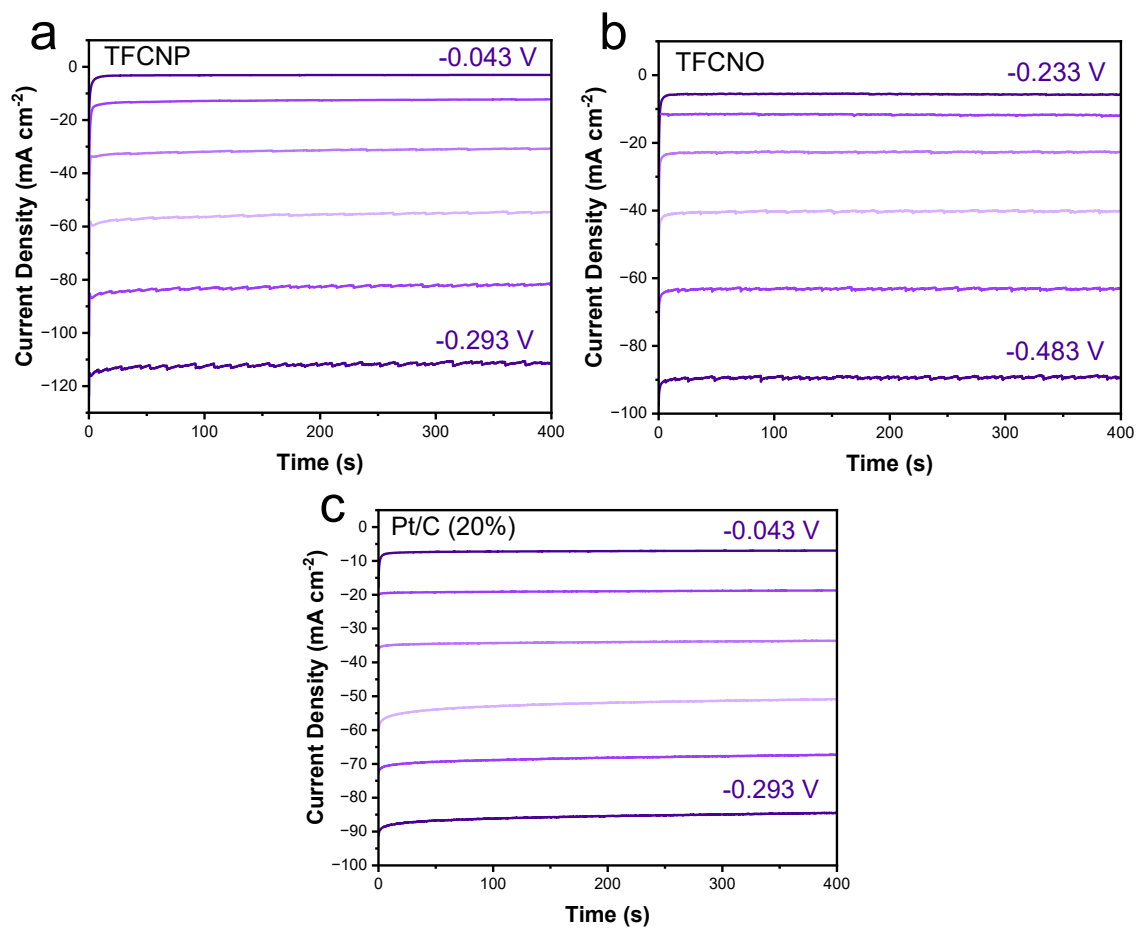 a
TFCNP
-0.043 V
-0.293 V
0
−20
−40
−60
−80
−100
−120
0
100
200
300
400
Current Density (mA cm-2)
Time (s)
b
TFCNO
-0.233 V
-0.483 V
0
−20
−40
−60
−80
−100
0
100
200
300
400
Current Density (mA cm-2)
Time (s)
c
Pt/C (20%)
-0.043 V
-0.293 V
0
−10
−20
−30
−40
−50
−60
−70
−80
−90
−100
0
100
200
300
400
Current Density (mA cm-2)
Time (s)